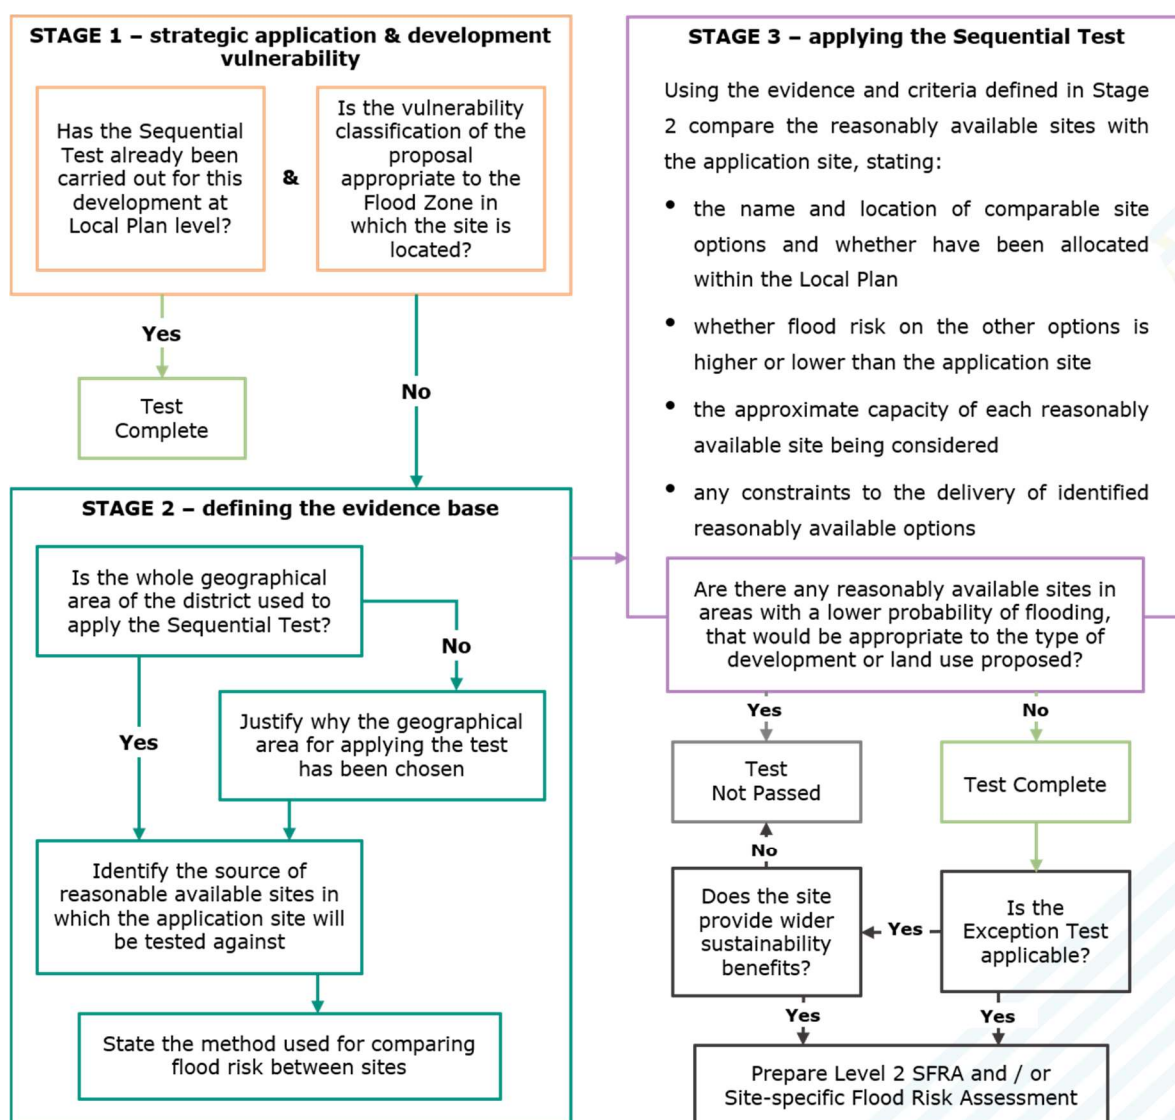 STAGE 1 – strategic application & development
vulnerability
Has the Sequential
Test already been
carried out for this
development at
Local Plan level?
&
Is the vulnerability
classification of the
proposal
appropriate to the
Flood Zone in
which the site is
located?
Yes
Test
Complete
No
STAGE 2 – defining the evidence base
Is the whole geographical
area of the district used to
apply the Sequential Test?
No
Yes
Justify why the geographical
area for applying the test
has been chosen
Identify the source of
reasonable available sites in
which the application site will
be tested against
State the method used for comparing
flood risk between sites
STAGE 3 – applying the Sequential Test
Using the evidence and criteria defined in Stage
2 compare the reasonably available sites with
the application site, stating:
• the name and location of comparable site
options and whether have been allocated
within the Local Plan
• whether flood risk on the other options is
higher or lower than the application site
• the approximate capacity of each reasonably
available site being considered
• any constraints to the delivery of identified
reasonably available options
Are there any reasonably available sites in
areas with a lower probability of flooding,
that would be appropriate to the type of
development or land use proposed?
Yes
No
Test
Not Passed
Test Complete
No
Does the site
provide wider
sustainability
benefits?
Yes
Is the
Exception Test
applicable?
Yes
Yes
Prepare Level 2 SFRA and / or
Site-specific Flood Risk Assessment